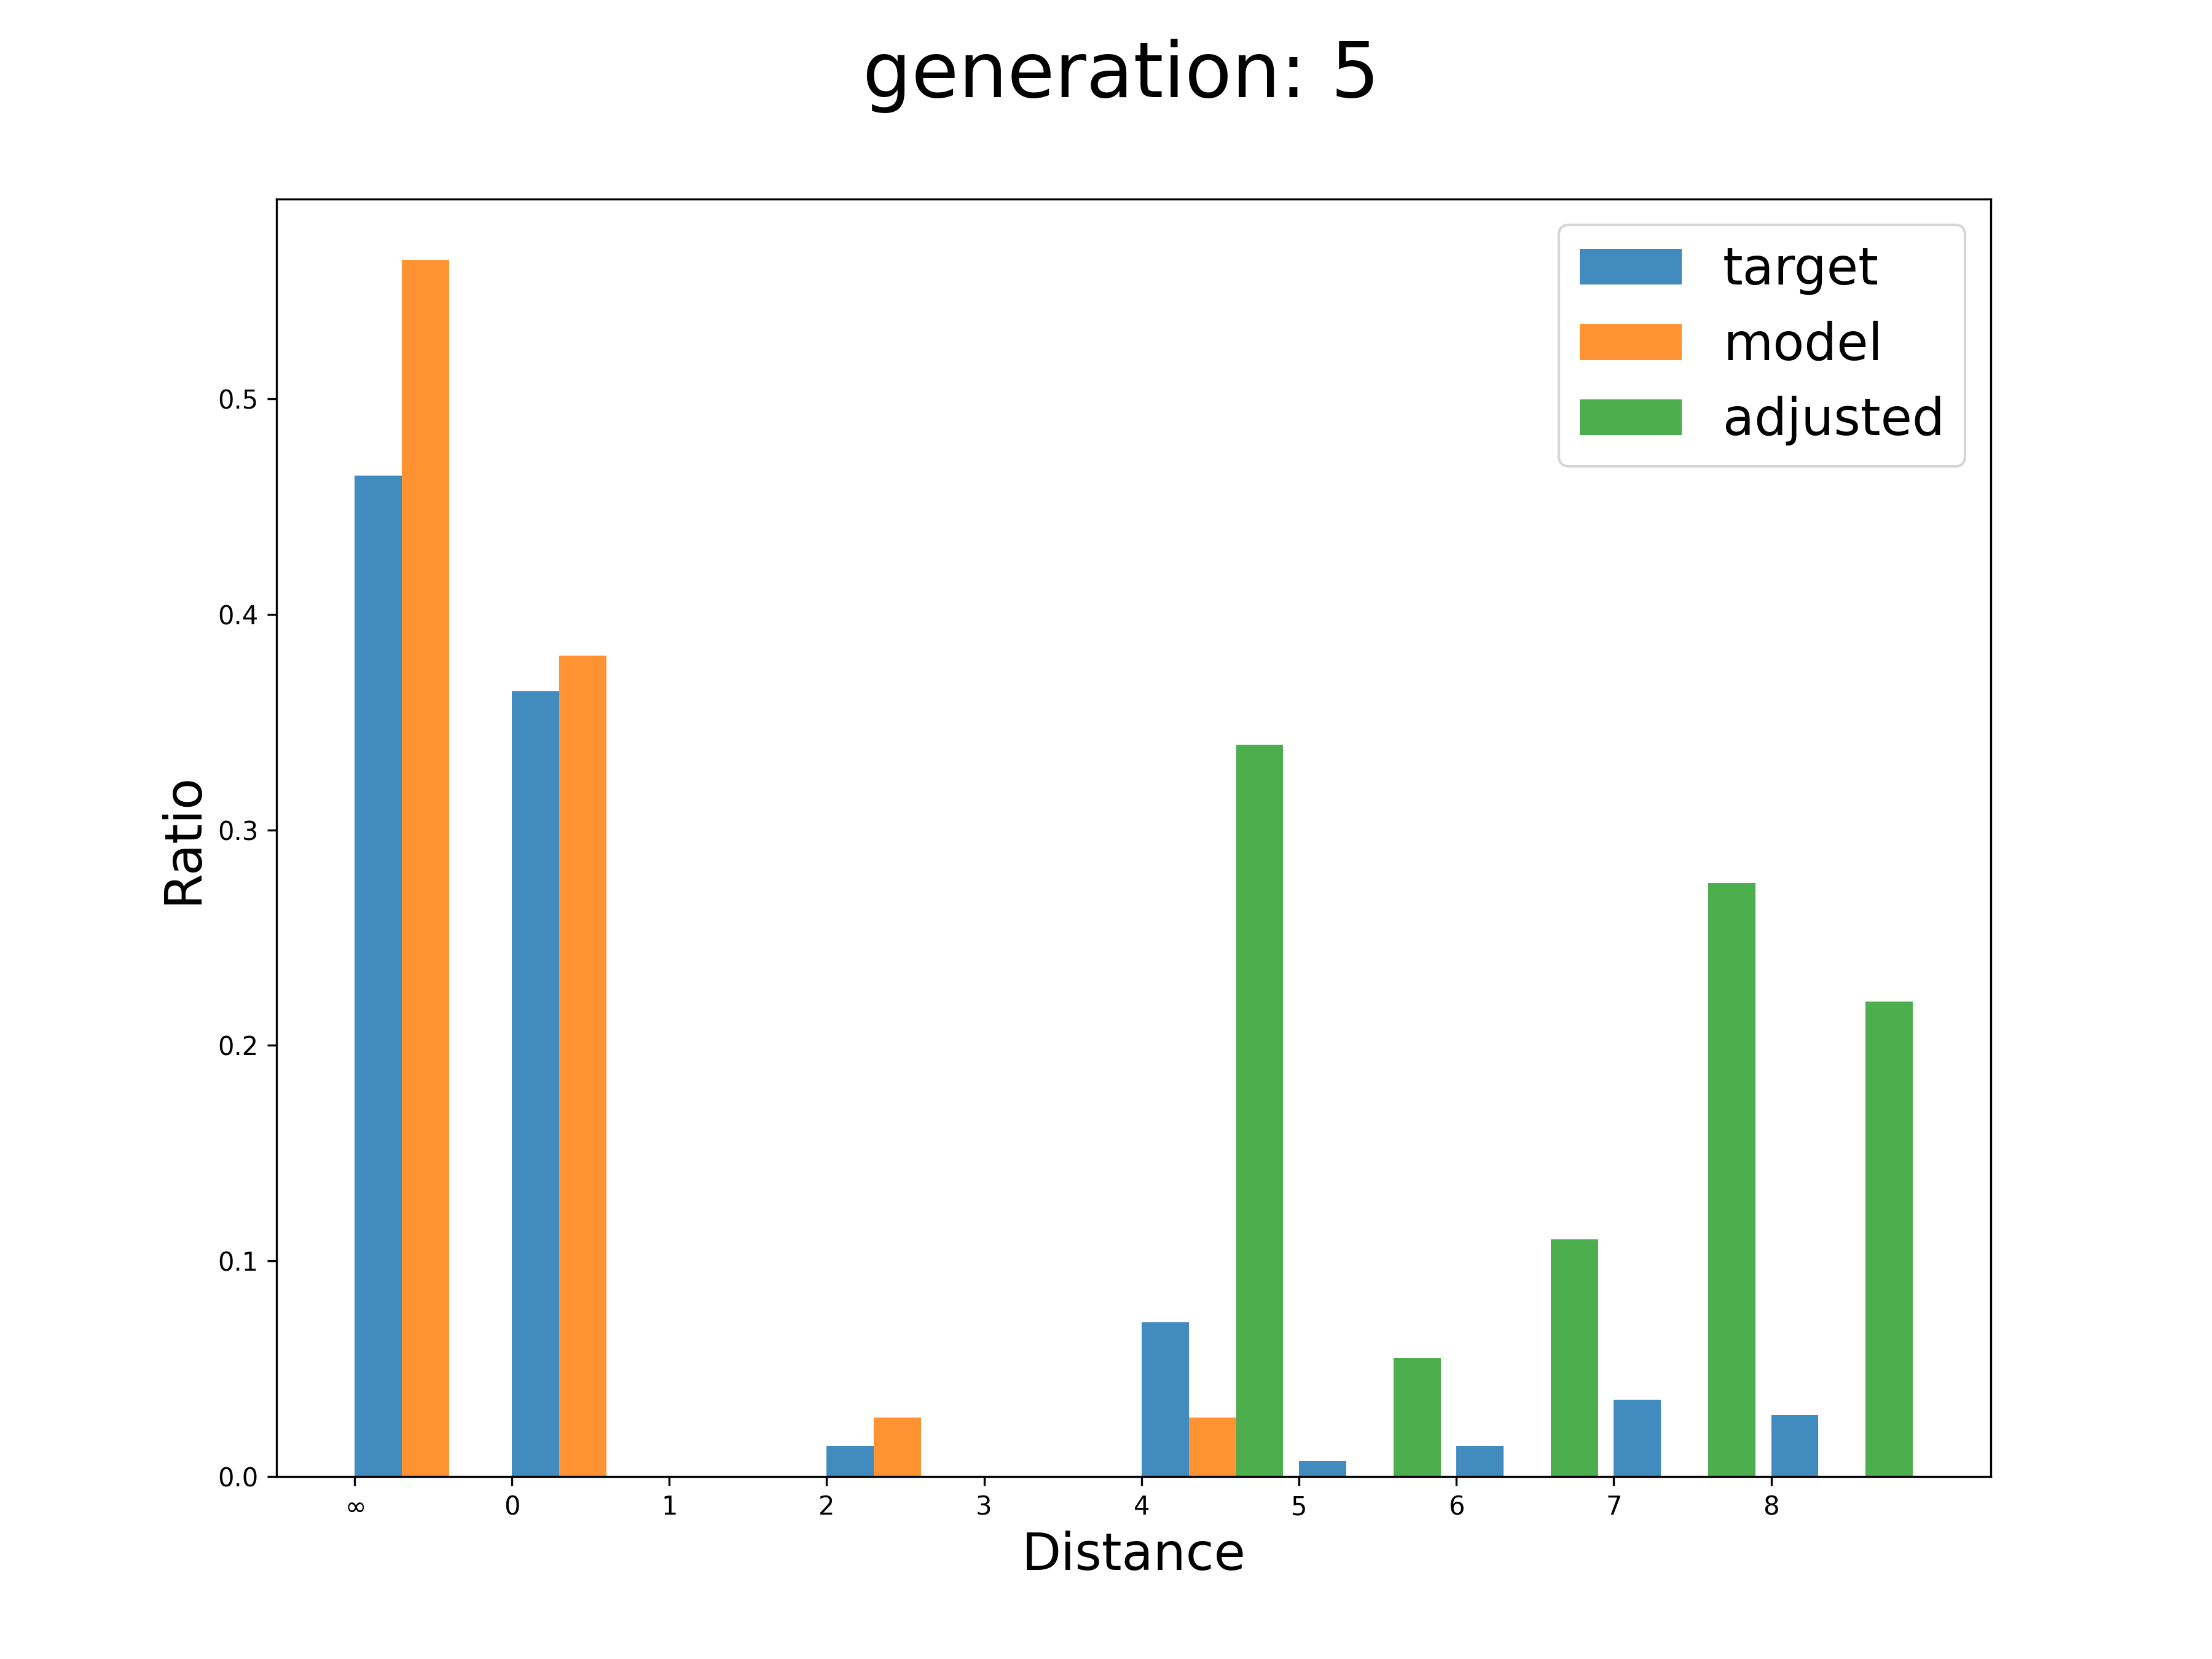 generation: 5
target
model
adjusted
0.5
0.4
0.3
0.2
0.1
0.0
Ratio
∞ 0 1 2 3 4 5 6 7 8
Distance